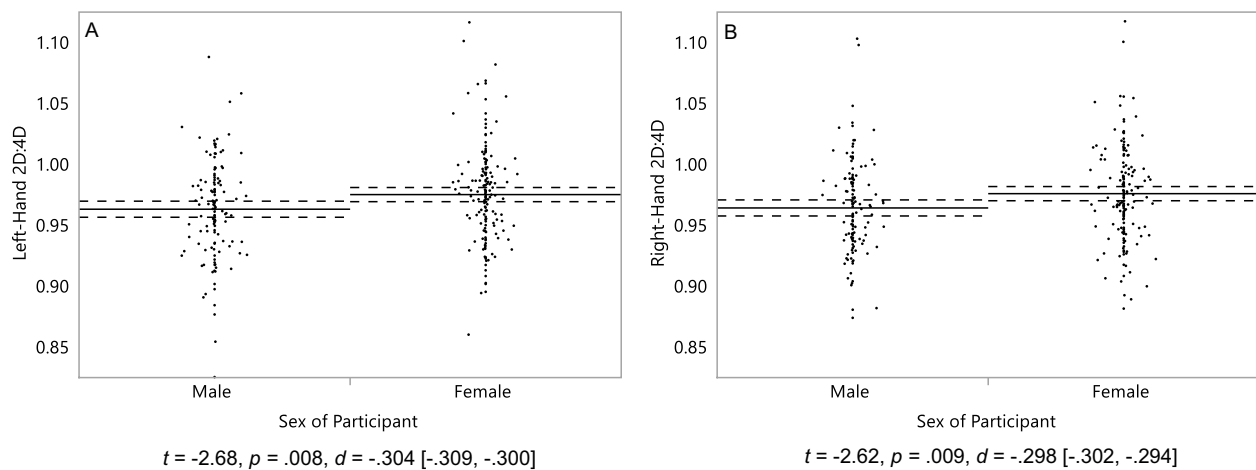 A
1.10
1.05
1.00
0.95
0.90
0.85
Left-Hand 2D:4D
Male Female
Sex of Participant
t = -2.68, p = .008, d = -.304 [-.309, -.300]
B
1.10
1.05
1.00
0.95
0.90
0.85
Right-Hand 2D:4D
Male Female
Sex of Participant
t = -2.62, p = .009, d = -.298 [-.302, -.294]